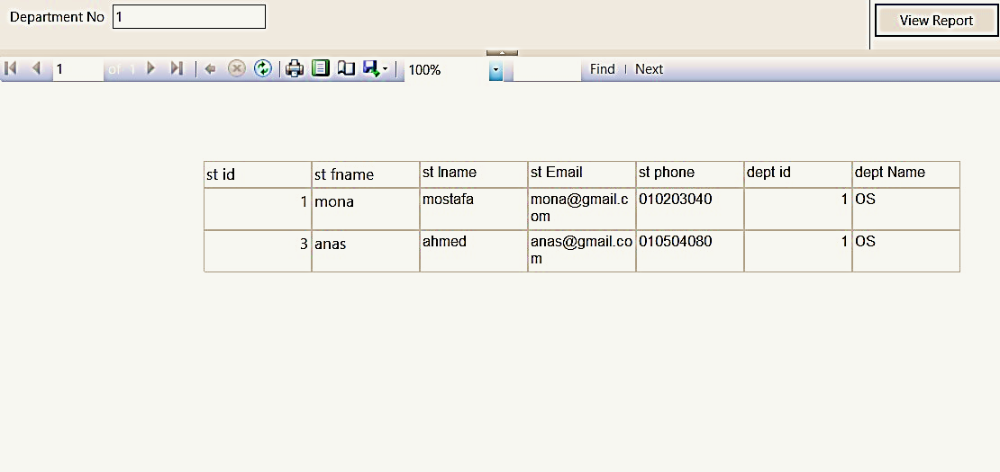 Department No 1 View Report
1 of 1 100% Find | Next
st id st fname st lname st Email st phone dept id dept Name
1 mona mostafa mona@gmail.c 010203040 1 OS
om
3 anas ahmed anas@gmail.co 010504080 1 OS
m